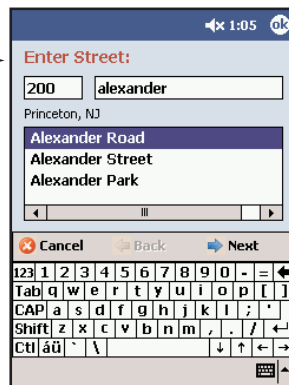 1:05 ok
Enter Street:
200 alexander
Princeton, NJ
Alexander Road
Alexander Street
Alexander Park
Cancel Back Next
123 1 2 3 4 5 6 7 8 9 0 - =
Tab q w e r t y u i o p [ ]
CAP a s d f g h j k l ; '
Shift z x c v b n m , . /
Ctl áü ` \